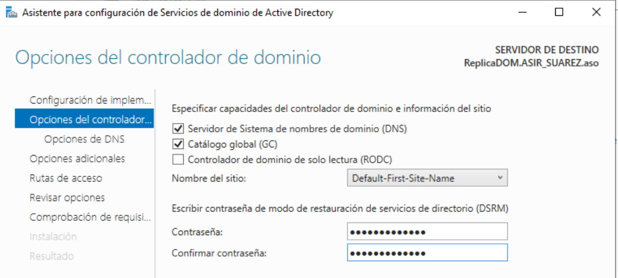 Asistente para configuración de Servicios de dominio de Active Directory
Opciones del controlador de dominio
SERVIDOR DE DESTINO
ReplicaDOM.ASIR_SUAREZ.aso
Configuración de implem...
Opciones del controlador...
Opciones de DNS
Opciones adicionales
Rutas de acceso
Revisar opciones
Comprobación de requisi...
Instalación
Resultado
Especificar capacidades del controlador de dominio e información del sitio
Servidor de Sistema de nombres de dominio (DNS)
Catálogo global (GC)
Controlador de dominio de solo lectura (RODC)
Nombre del sitio: Default-First-Site-Name
Escribir contraseña de modo de restauración de servicios de directorio (DSRM)
Contraseña: •••••••••••••
Confirmar contraseña: •••••••••••••